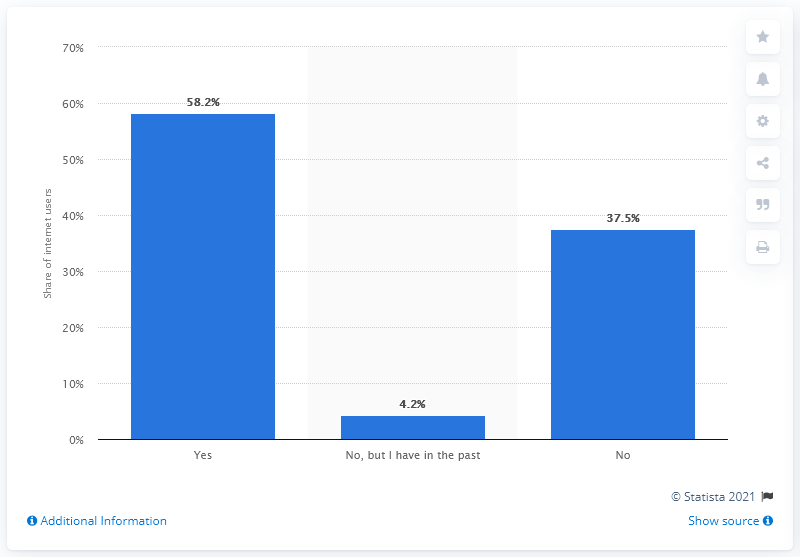 70%
60%
50%
40%
30%
20%
10%
0%
Share of internet users
58.2%
4.2%
37.5%
Yes
No, but I have in the past
No
© Statista 2021
Additional Information
Show source